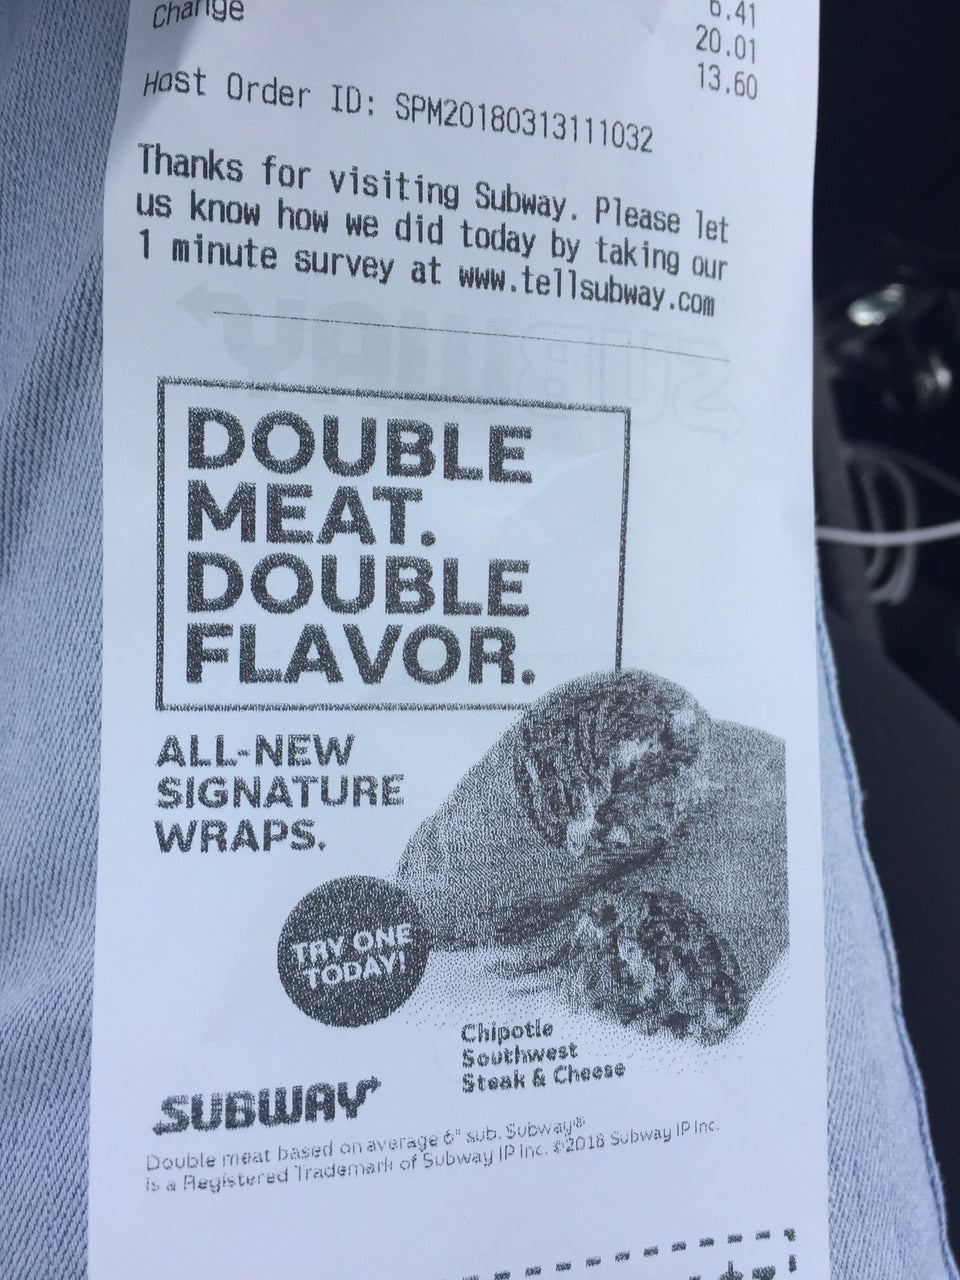 Change
6.41
20.01
13.60
Host Order ID: SPM20180313111032
Thanks for visiting Subway. Please let
us know how we did today by taking our
1 minute survey at www.tellsubway.com
SUBWAY
DOUBLE
MEAT.
DOUBLE
FLAVOR.
ALL-NEW
SIGNATURE
WRAPS.
TRY ONE
TODAY!
Chipotle
Southwest
Steak & Cheese
SUBWAY
Double meat based on average 6" sub. Subway®
is a Registered Trademark of Subway IP Inc. ©2018 Subway IP Inc.